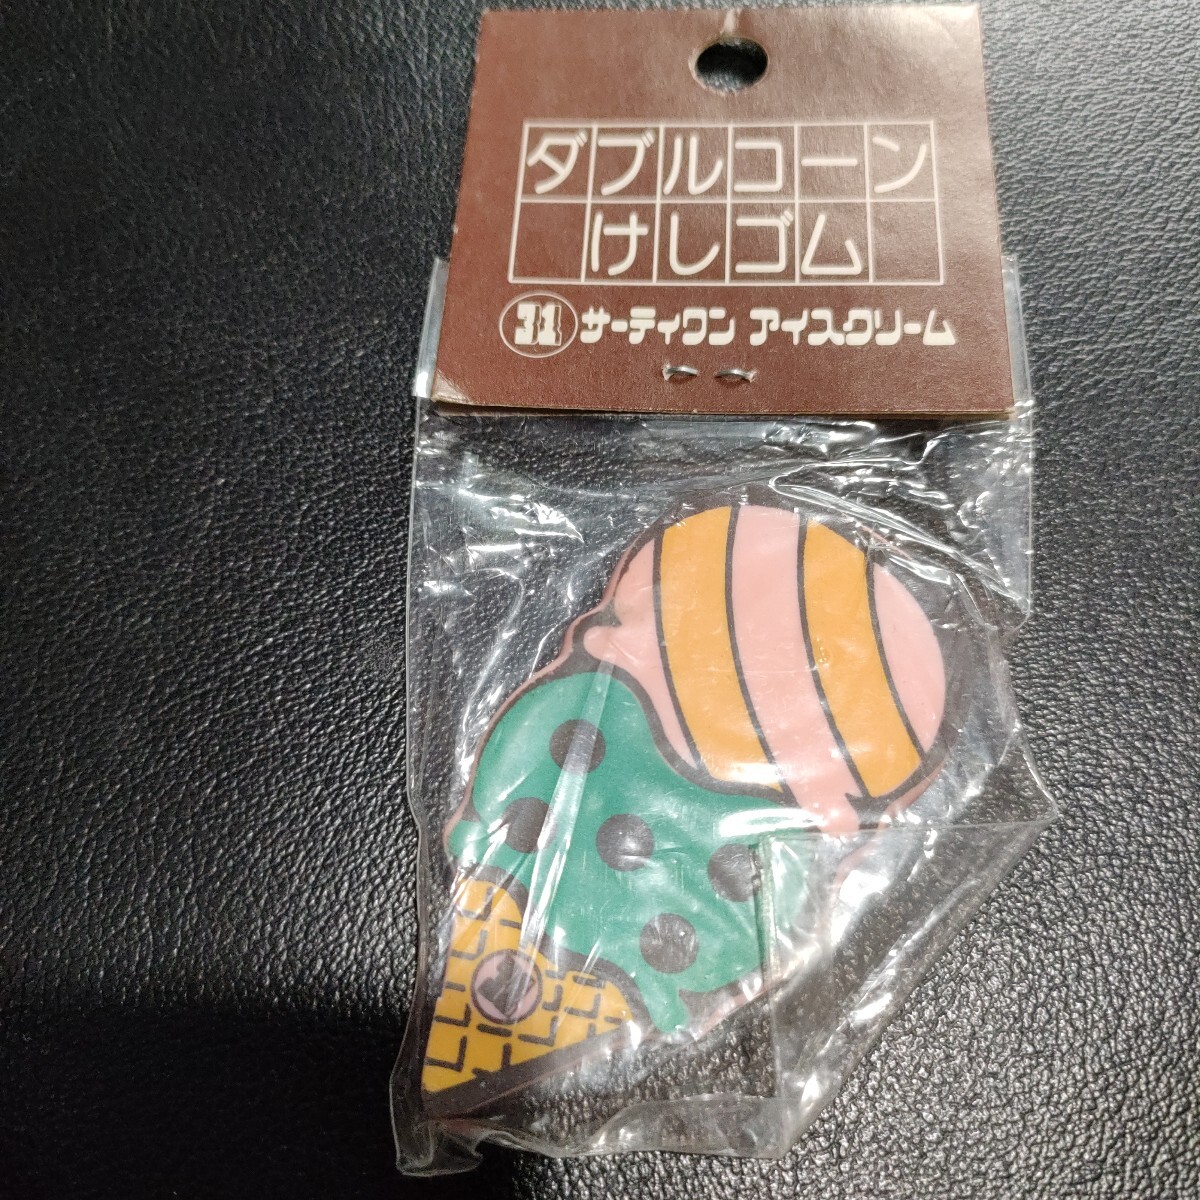 ダブルコーン
けしゴム
31 サーティワン アイスクリーム